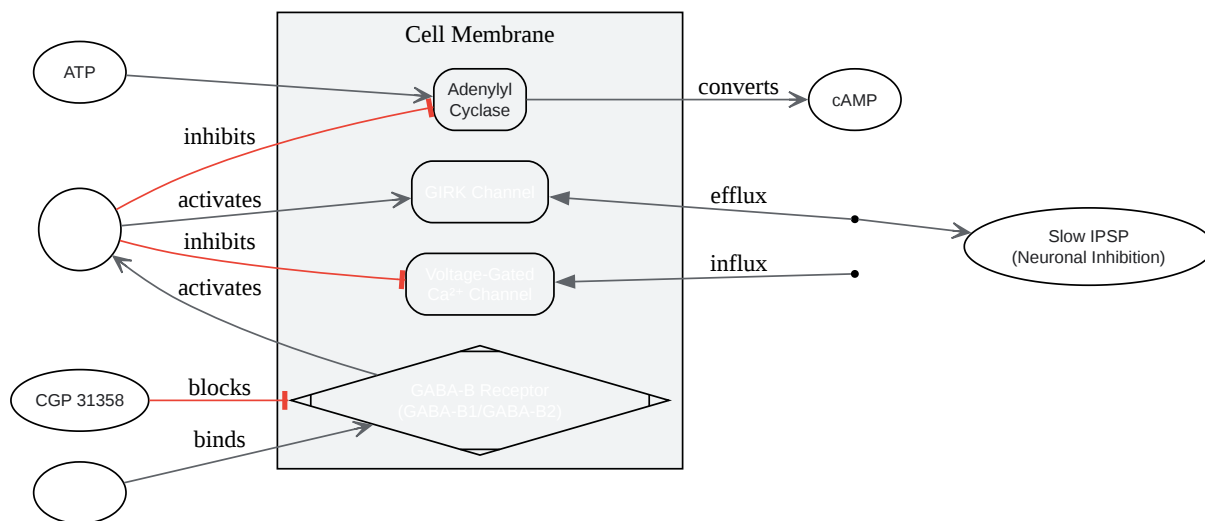 Cell Membrane
ATP
Adenylyl
Cyclase
converts
cAMP
inhibits
activates
GIRK Channel
efflux
Slow IPSP
(Neuronal Inhibition)
inhibits
Voltage-Gated
Ca²⁺ Channel
influx
activates
CGP 31358
blocks
GABA-B Receptor
(GABA-B1/GABA-B2)
binds